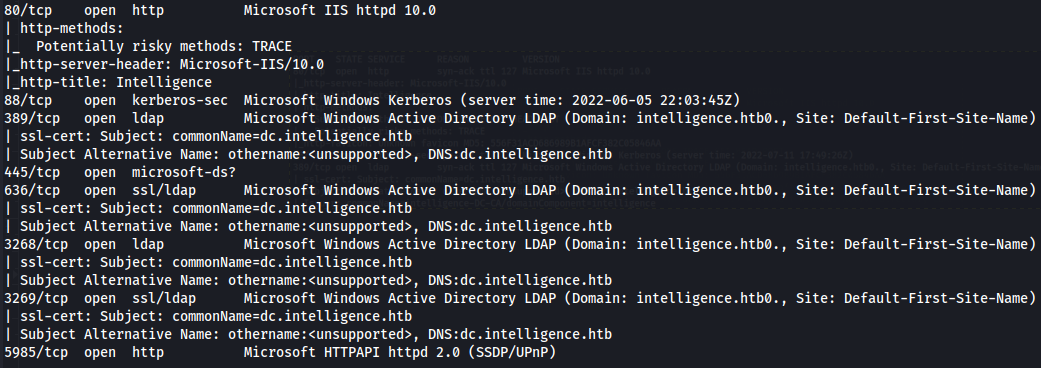 80/tcp   open  http          Microsoft IIS httpd 10.0
| http-methods:
|_  Potentially risky methods: TRACE
|_http-server-header: Microsoft-IIS/10.0
|_http-title: Intelligence
88/tcp   open  kerberos-sec  Microsoft Windows Kerberos (server time: 2022-06-05 22:03:45Z)
389/tcp  open  ldap          Microsoft Windows Active Directory LDAP (Domain: intelligence.htb0., Site: Default-First-Site-Name)
| ssl-cert: Subject: commonName=dc.intelligence.htb
| Subject Alternative Name: othername:<unsupported>, DNS:dc.intelligence.htb
445/tcp  open  microsoft-ds?
636/tcp  open  ssl/ldap      Microsoft Windows Active Directory LDAP (Domain: intelligence.htb0., Site: Default-First-Site-Name)
| ssl-cert: Subject: commonName=dc.intelligence.htb
| Subject Alternative Name: othername:<unsupported>, DNS:dc.intelligence.htb
3268/tcp open  ldap          Microsoft Windows Active Directory LDAP (Domain: intelligence.htb0., Site: Default-First-Site-Name)
| ssl-cert: Subject: commonName=dc.intelligence.htb
| Subject Alternative Name: othername:<unsupported>, DNS:dc.intelligence.htb
3269/tcp open  ssl/ldap      Microsoft Windows Active Directory LDAP (Domain: intelligence.htb0., Site: Default-First-Site-Name)
| ssl-cert: Subject: commonName=dc.intelligence.htb
| Subject Alternative Name: othername:<unsupported>, DNS:dc.intelligence.htb
5985/tcp open  http          Microsoft HTTPAPI httpd 2.0 (SSDP/UPnP)